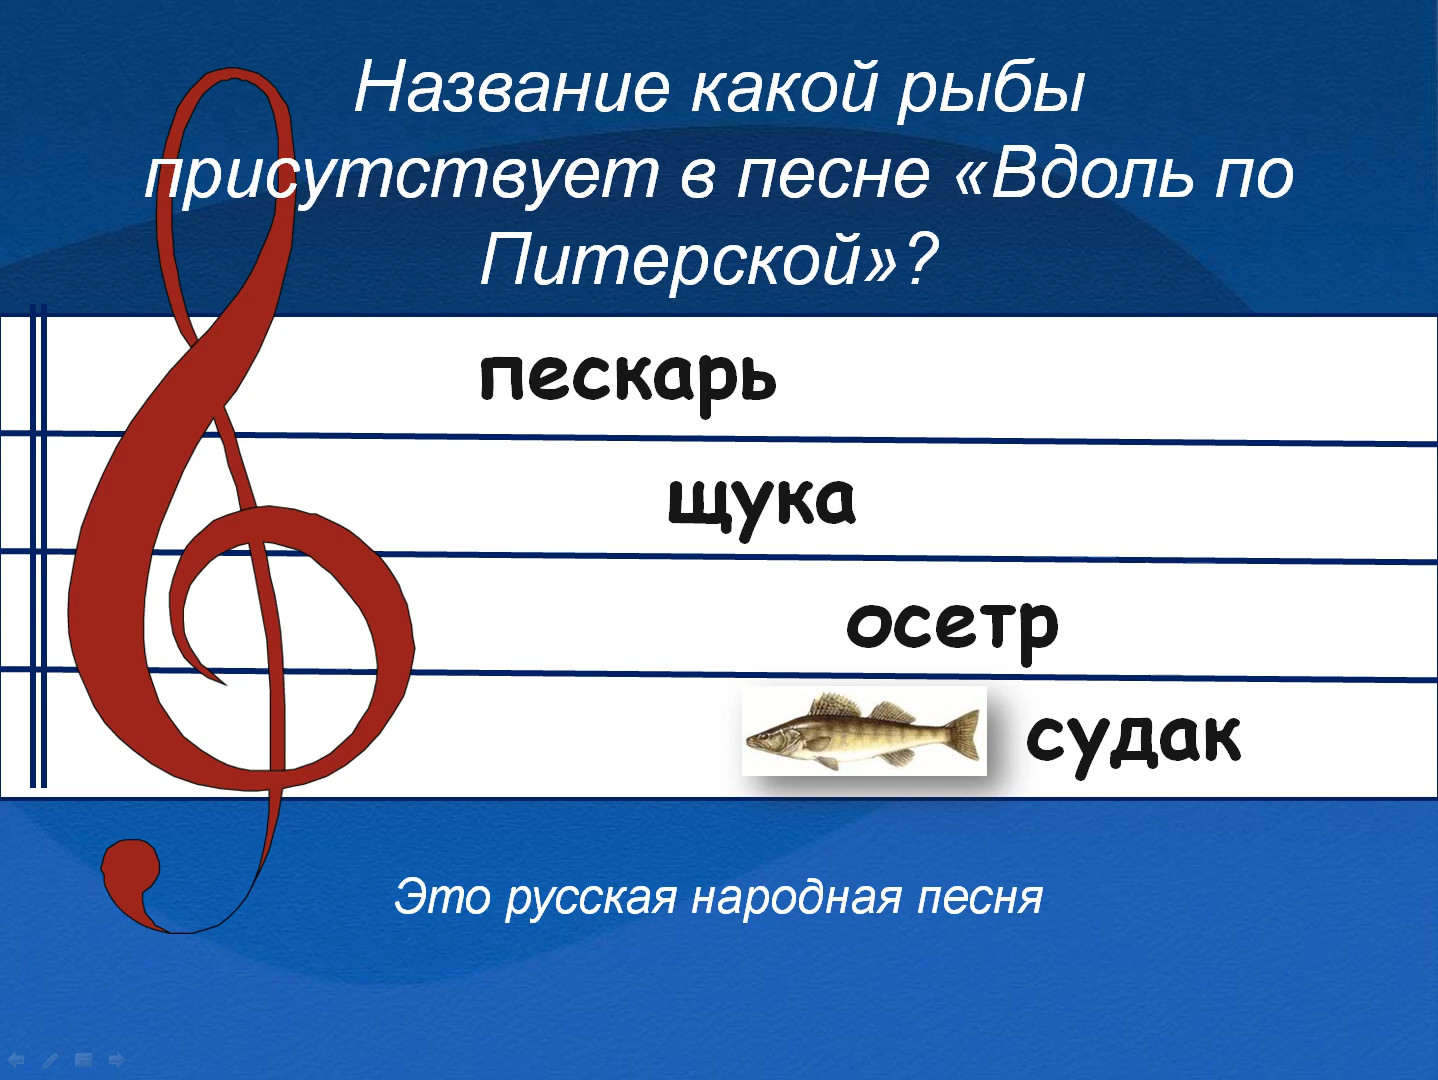 Название какой рыбы
присутствует в песне «Вдоль по
Питерской»?
пескарь
щука
осетр
судак
Это русская народная песня